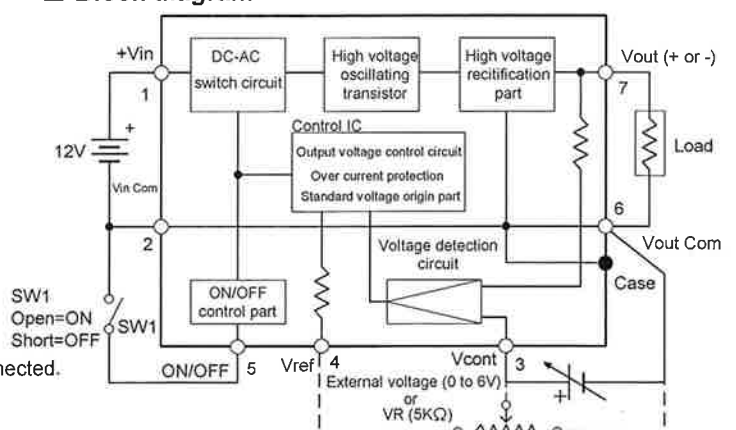 +Vin
1
12V
+
Vin Com
2
SW1
Open=ON
Short=OFF
SW1
nected.
DC-AC
switch circuit
High voltage
oscillating
transistor
High voltage
recitification
part
Vout (+ or -)
7
Load
Control IC
Output voltage control circuit
Over current protection
Standard voltage origin part
6
Vout Com
Case
Voltage detection
circuit
ON/OFF
control part
ON/OFF
5
Vref
4
Vcont
3
External voltage (0 to 6V)
or
VR (5KΩ)
+